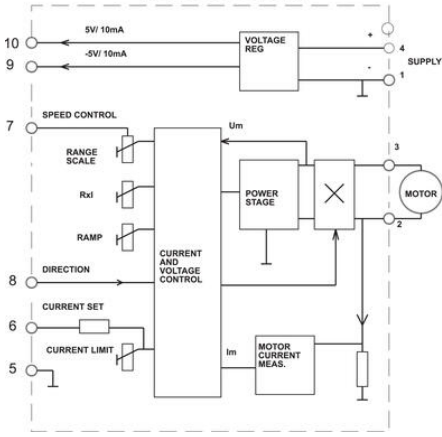 10
5V/ 10mA
9
-5V/ 10mA
VOLTAGE
REG
+
4
SUPPLY
-
1
7
SPEED CONTROL
RANGE
SCALE
Rxl
RAMP
8
DIRECTION
6
CURRENT SET
CURRENT LIMIT
5
CURRENT
AND
VOLTAGE
CONTROL
Um
POWER
STAGE
3
MOTOR
2
Im
MOTOR
CURRENT
MEAS.